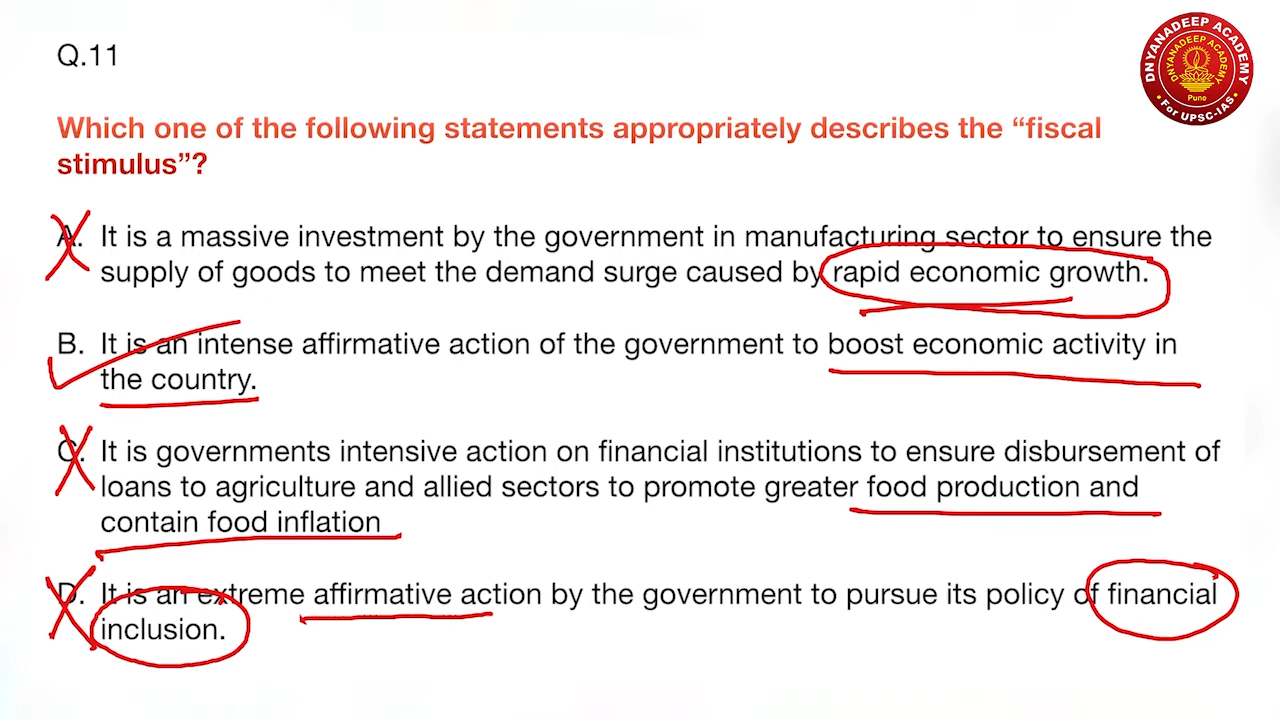 Q.11
DNYANADEEP ACADEMY
DNYANADEEP ACADEMY
Pune
• For UPSC-IAS •
Which one of the following statements appropriately describes the “fiscal
stimulus”?
A. It is a massive investment by the government in manufacturing sector to ensure the
supply of goods to meet the demand surge caused by rapid economic growth.
B. It is an intense affirmative action of the government to boost economic activity in
the country.
C. It is governments intensive action on financial institutions to ensure disbursement of
loans to agriculture and allied sectors to promote greater food production and
contain food inflation
D. It is an extreme affirmative action by the government to pursue its policy of financial
inclusion.